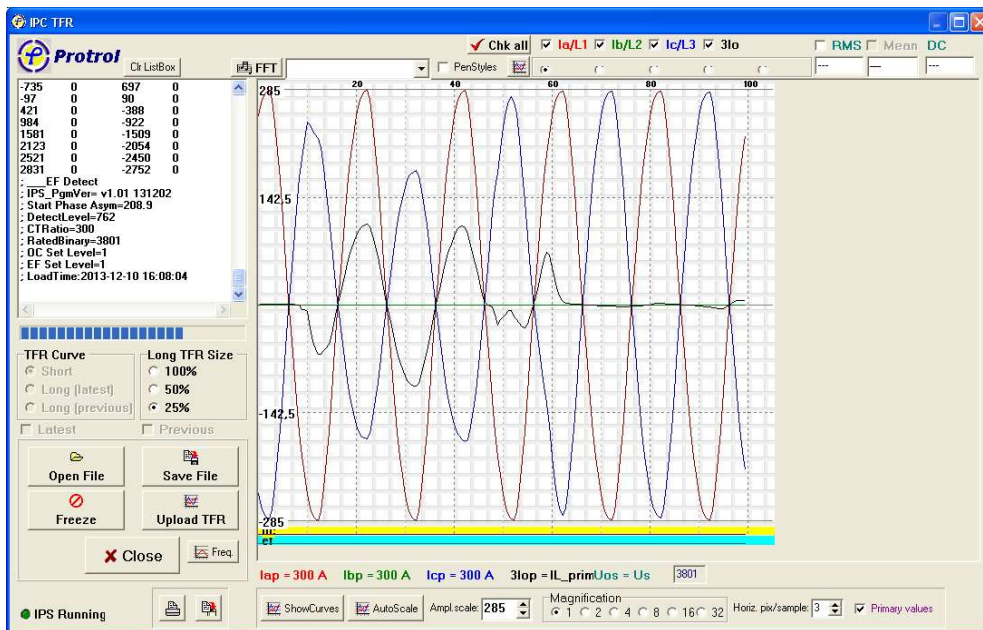 IPC TFR
Protrol
Clr ListBox
FFT
Chk all
Ia/L1 Ib/L2 Ic/L3 3Io
RMS Mean DC
PenStyles
--- --- ---
-735 0 697 0
-97 0 90 0
421 0 -388 0
984 0 -922 0
1581 0 -1509 0
2123 0 -2054 0
2521 0 -2450 0
2831 0 -2752 0
; ___EF Detect
; IPS_PgmVer= v1.01 131202
; Start Phase Asym=208.9
; DetectLevel=762
; CTRatio=300
; RatedBinary=3801
; OC Set Level=1
; EF Set Level=1
; LoadTime:2013-12-10 16:08:04
20 40 60 80 100
285
142,5
-142,5
-285
TFR Curve
Short
Long (latest)
Long (previous)
Long TFR Size
100%
50%
25%
Latest
Previous
Open File
Save File
Freeze
Upload TFR
Close
Freq.
IPS Running
Iap = 300 A Ibp = 300 A Icp = 300 A 3Iop = IL_prim Uos = Us 3801
ShowCurves
AutoScale
Ampl.scale: 285
Magnification
1 2 4 8 16 32
Horiz. pix/sample: 3
Primary values